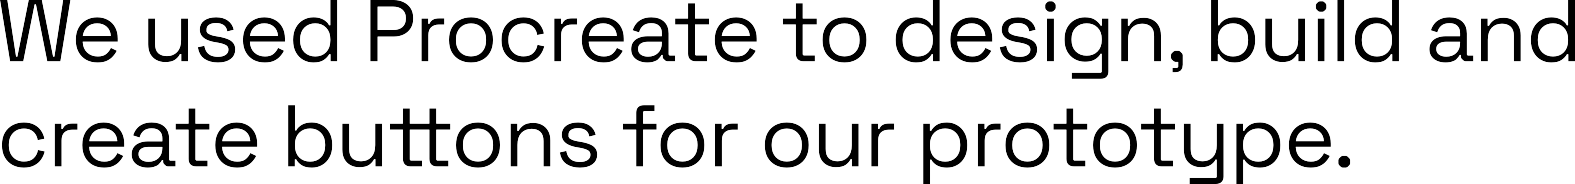 We used Procreate to design, build and
create buttons for our prototype.